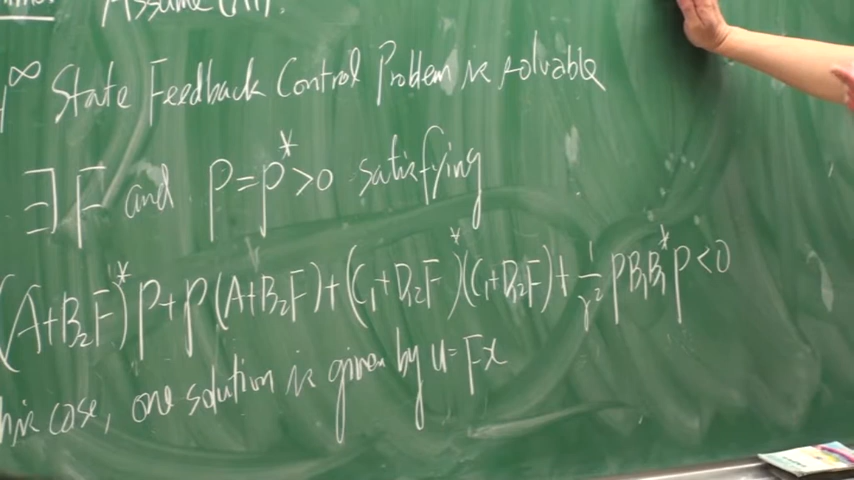 Assume (A1).
H^∞ State Feedback Control Problem is solvable
∃ F and P=P*>0 satisfying
(A+B₂F)*P+P(A+B₂F)+(C₁+D₁₂F)*(C₁+D₁₂F)+1/γ² PB₁B₁*P<0
this case, one solution is given by u=Fx